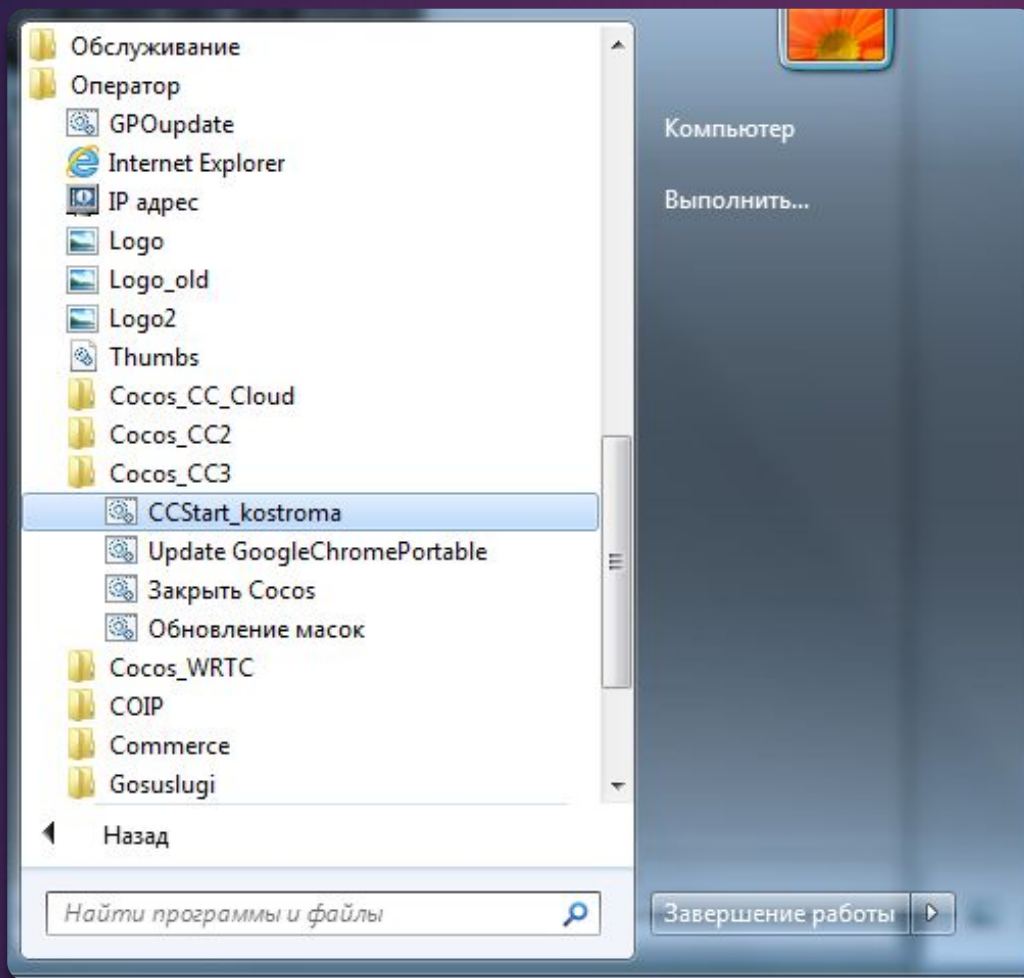 Обслуживание
Оператор
GPOupdate
Internet Explorer
IP адрес
Logo
Logo_old
Logo2
Thumbs
Cocos_CC_Cloud
Cocos_CC2
Cocos_CC3
CCStart_kostroma
Update GoogleChromePortable
Закрыть Cocos
Обновление масок
Cocos_WRTC
COIP
Commerce
Gosuslugi
Назад
Найти программы и файлы
Компьютер
Выполнить...
Завершение работы